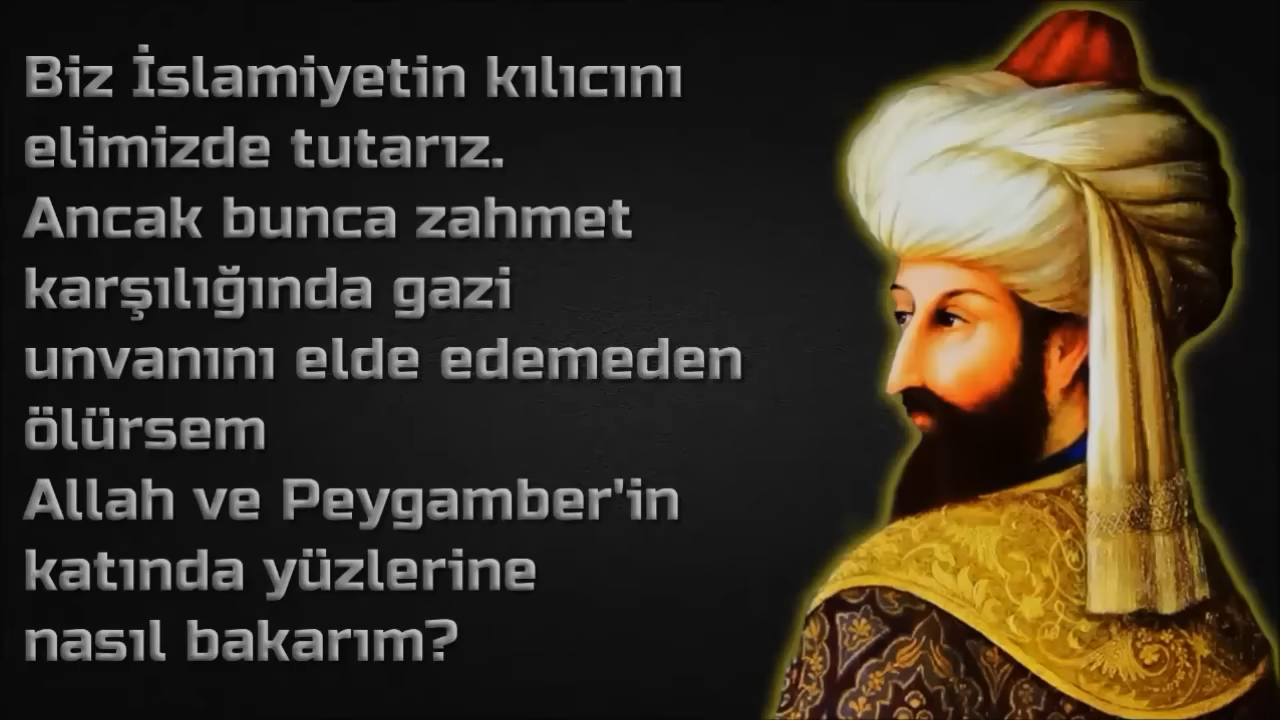 Biz İslamiyetin kılıcını
elimizde tutarız.
Ancak bunca zahmet
karşılığında gazi
unvanını elde edemeden
ölürsem
Allah ve Peygamber'in
katında yüzlerine
nasıl bakarım?